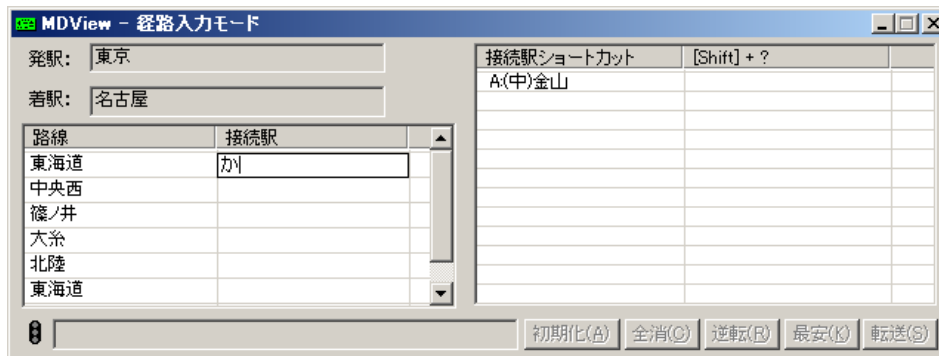 MDView - 経路入力モード
発駅: 東京
着駅: 名古屋
路線 接続駅
東海道 か
中央西
篠ノ井
大糸
北陸
東海道
接続駅ショートカット [Shift] + ?
A:(中)金山
初期化(A) 全消(C) 逆転(R) 最安(K) 転送(S)